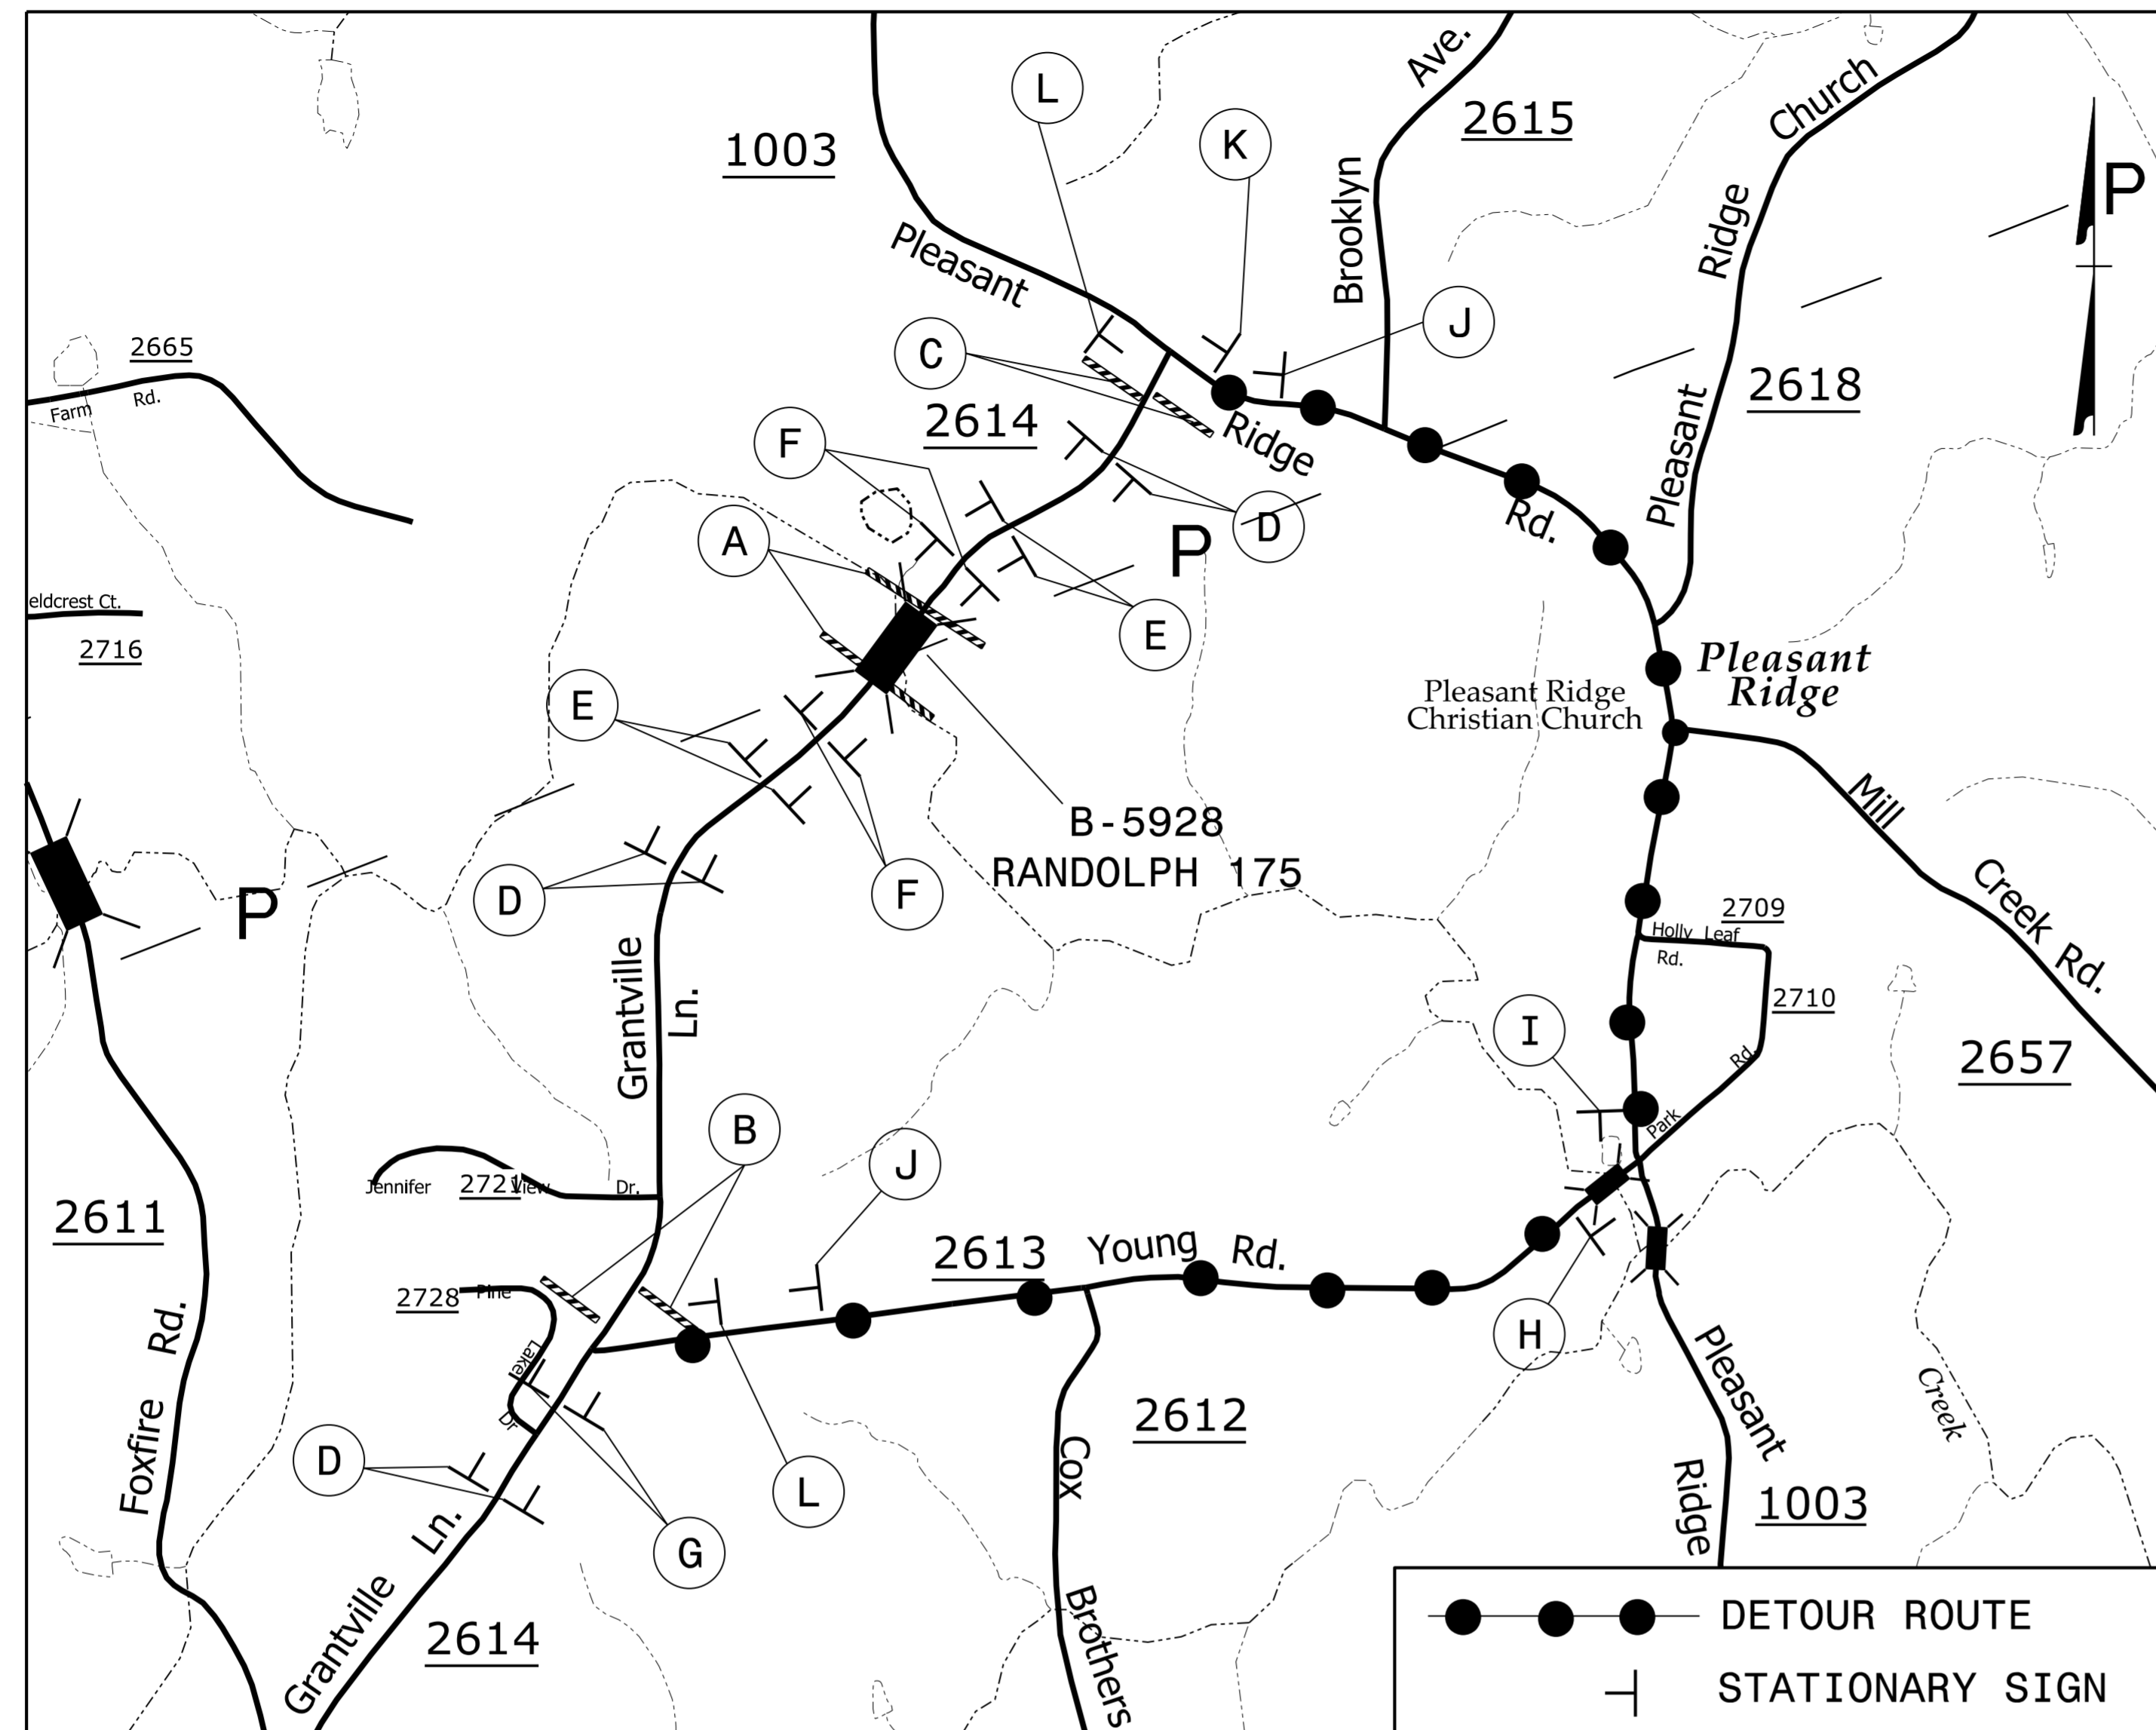 L
K
Ave.
2615
Church
1003
P
Brooklyn
Ridge
Pleasant
J
C
2665
Farm Rd.
2614
2618
Ridge
F
Pleasant
D
A
Rd.
P
E
eldcrest Ct.
2716
Pleasant
Ridge
Pleasant Ridge
Christian Church
E
Mill
B-5928
RANDOLPH 175
D
F
P
Creek Rd.
2709
Holly Leaf
Rd.
Grantville
Ln.
2710
I
Rd.
2657
Park
B
J
Jennifer
2721
View
Dr.
2611
2613
Young Rd.
2728
Pine
Lake
Dr.
H
Foxfire Rd.
Pleasant
Creek
2612
Cox
D
L
Ridge
1003
G
Ln.
Grantville
2614
Brothers
DETOUR ROUTE
STATIONARY SIGN